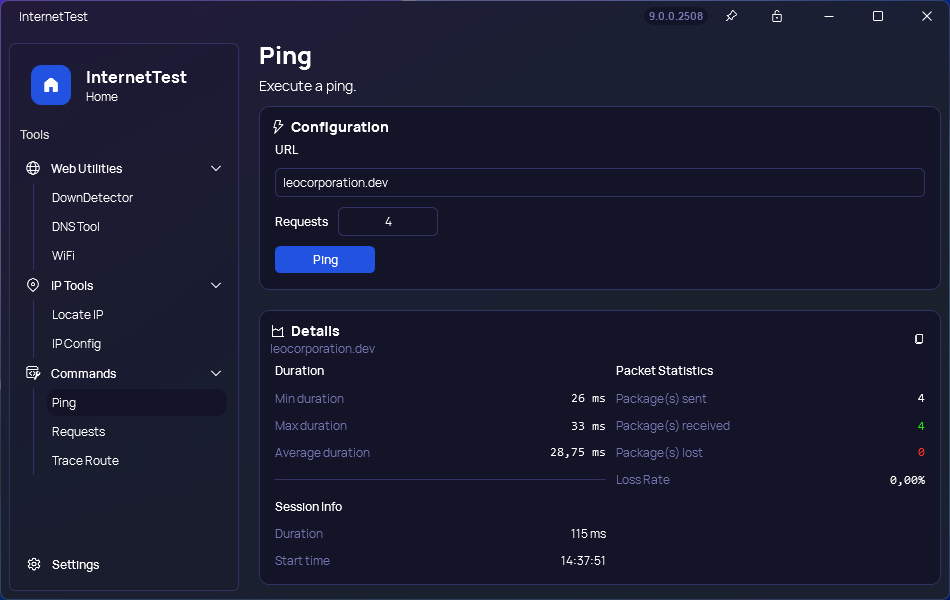 InternetTest
9.0.0.2508
InternetTest
Home
Tools
Web Utilities
DownDetector
DNS Tool
WiFi
IP Tools
Locate IP
IP Config
Commands
Ping
Requests
Trace Route
Settings
Ping
Execute a ping.
Configuration
URL
leocorporation.dev
Requests 4
Ping
Details
leocorporation.dev
Duration
Min duration 26 ms
Max duration 33 ms
Average duration 28,75 ms
Packet Statistics
Package(s) sent 4
Package(s) received 4
Package(s) lost 0
Loss Rate 0,00%
Session Info
Duration 115 ms
Start time 14:37:51